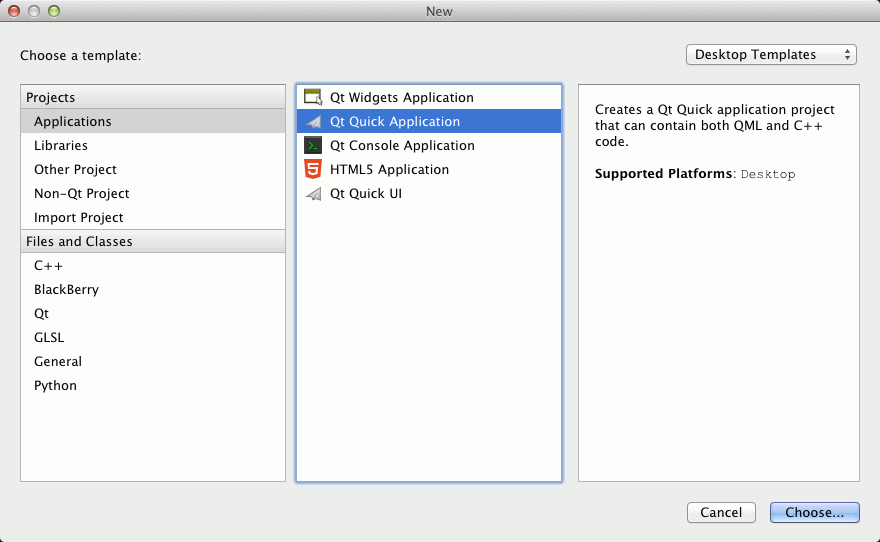 New
Choose a template:
Desktop Templates
Projects
Applications
Libraries
Other Project
Non-Qt Project
Import Project
Files and Classes
C++
BlackBerry
Qt
GLSL
General
Python
Qt Widgets Application
Qt Quick Application
Qt Console Application
HTML5 Application
Qt Quick UI
Creates a Qt Quick application project
that can contain both QML and C++
code.
Supported Platforms: Desktop
Cancel
Choose...